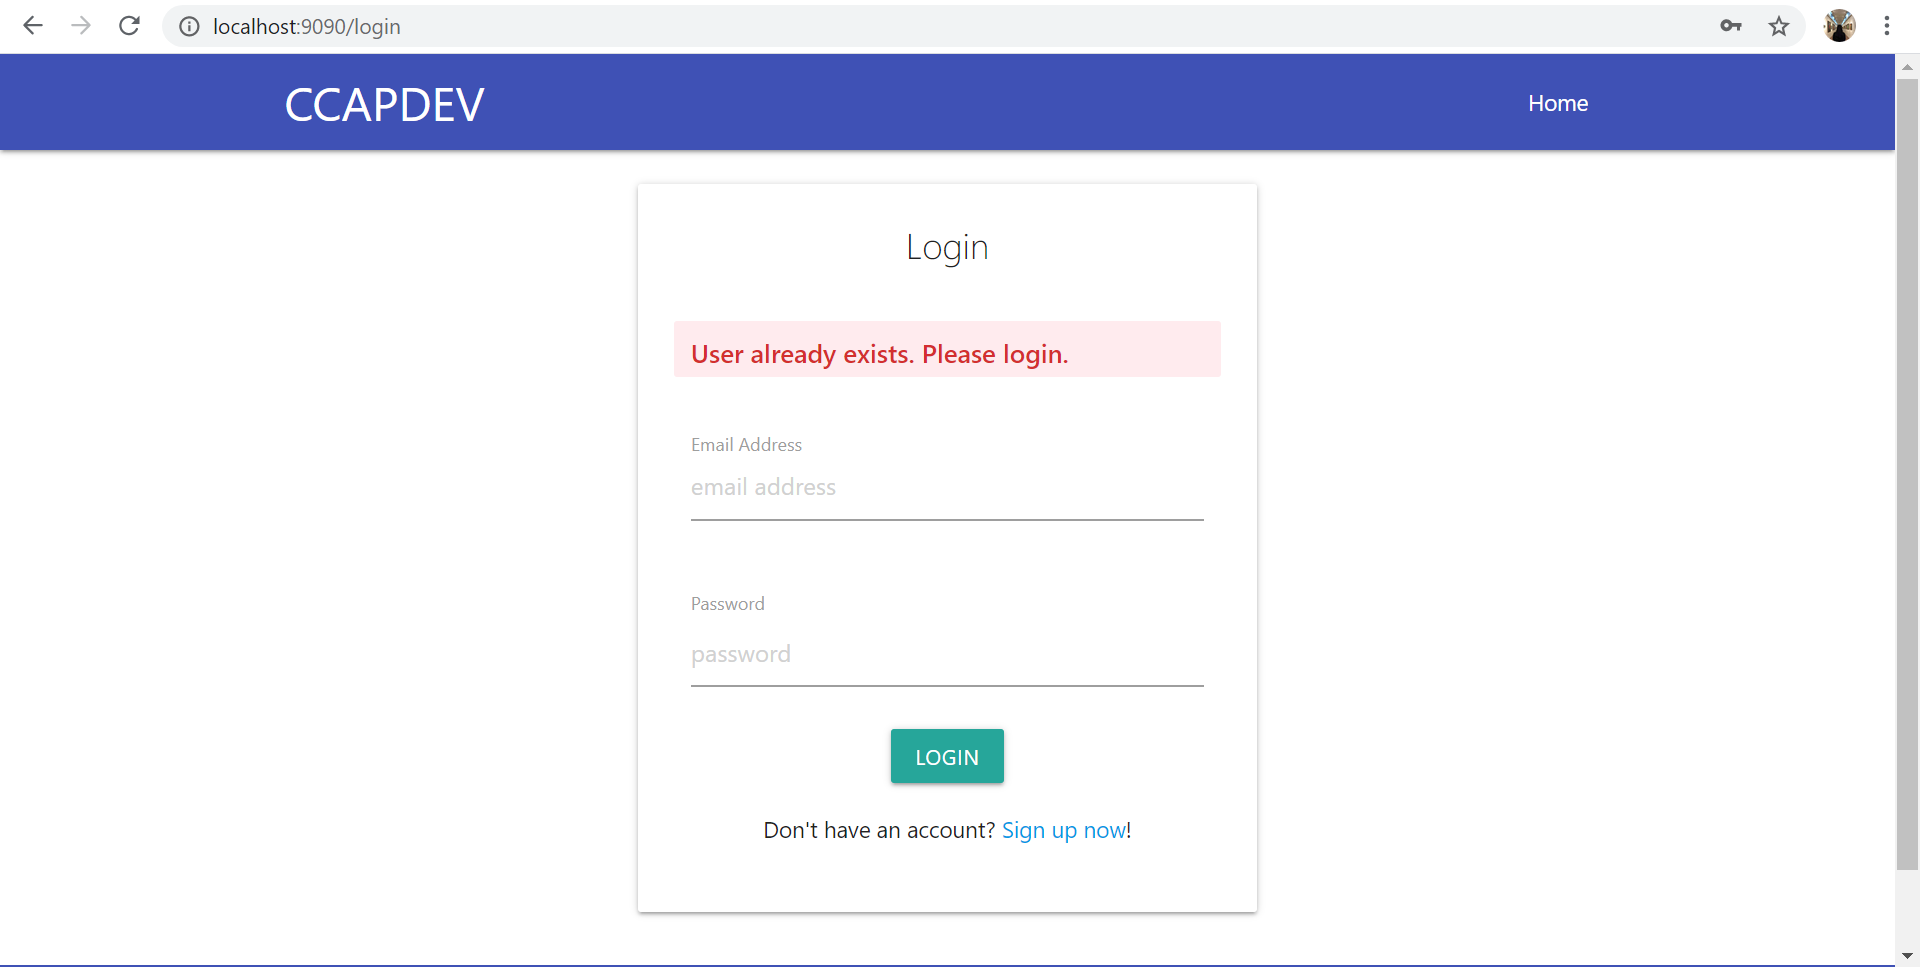 localhost:9090/login
CCAPDEV
Home
Login
User already exists. Please login.
Email Address
email address
Password
password
LOGIN
Don't have an account? Sign up now!